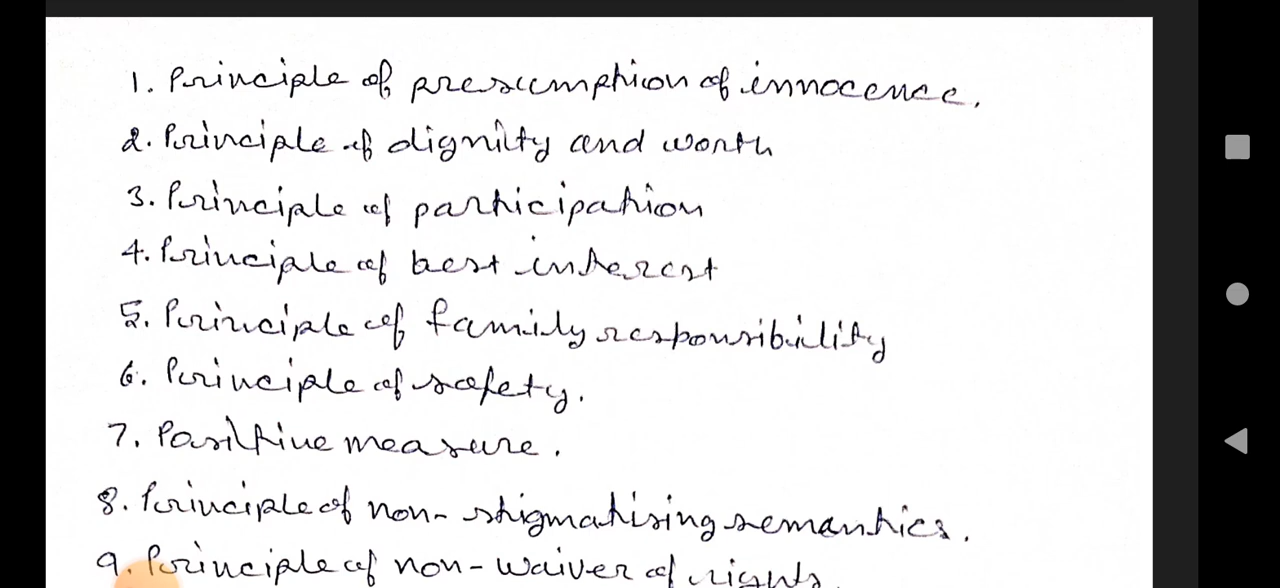 1. Principle of presumption of innocence.
2. Principle of dignity and worth
3. Principle of participation
4. Principle of best interest
5. Principle of family responsibility
6. Principle of safety.
7. Positive measure.
8. Principle of non-stigmatising semantics.
9. Principle of non-waiver of rights.